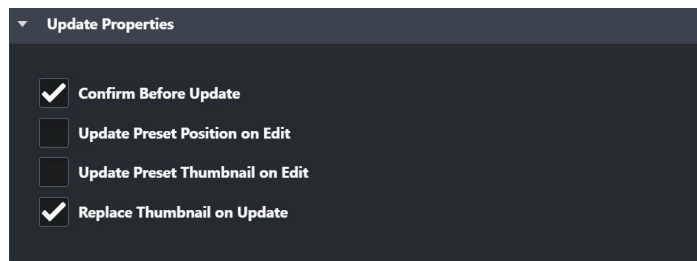 Update Properties
Confirm Before Update
Update Preset Position on Edit
Update Preset Thumbnail on Edit
Replace Thumbnail on Update